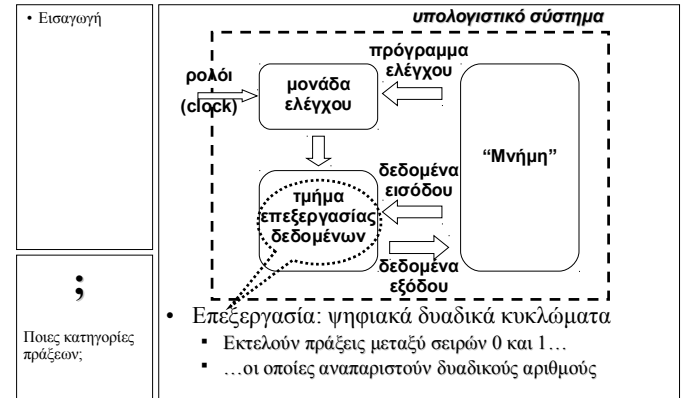 • Εισαγωγή
;
Ποιες κατηγορίες
πράξεων;
υπολογιστικό σύστημα
ρολόι
(clock)
μονάδα
ελέγχου
πρόγραμμα
ελέγχου
“Μνήμη”
τμήμα
επεξεργασίας
δεδομένων
δεδομένα
εισόδου
δεδομένα
εξόδου
• Επεξεργασία: ψηφιακά δυαδικά κυκλώματα
▪ Εκτελούν πράξεις μεταξύ σειρών 0 και 1…
▪ …οι οποίες αναπαριστούν δυαδικούς αριθμούς